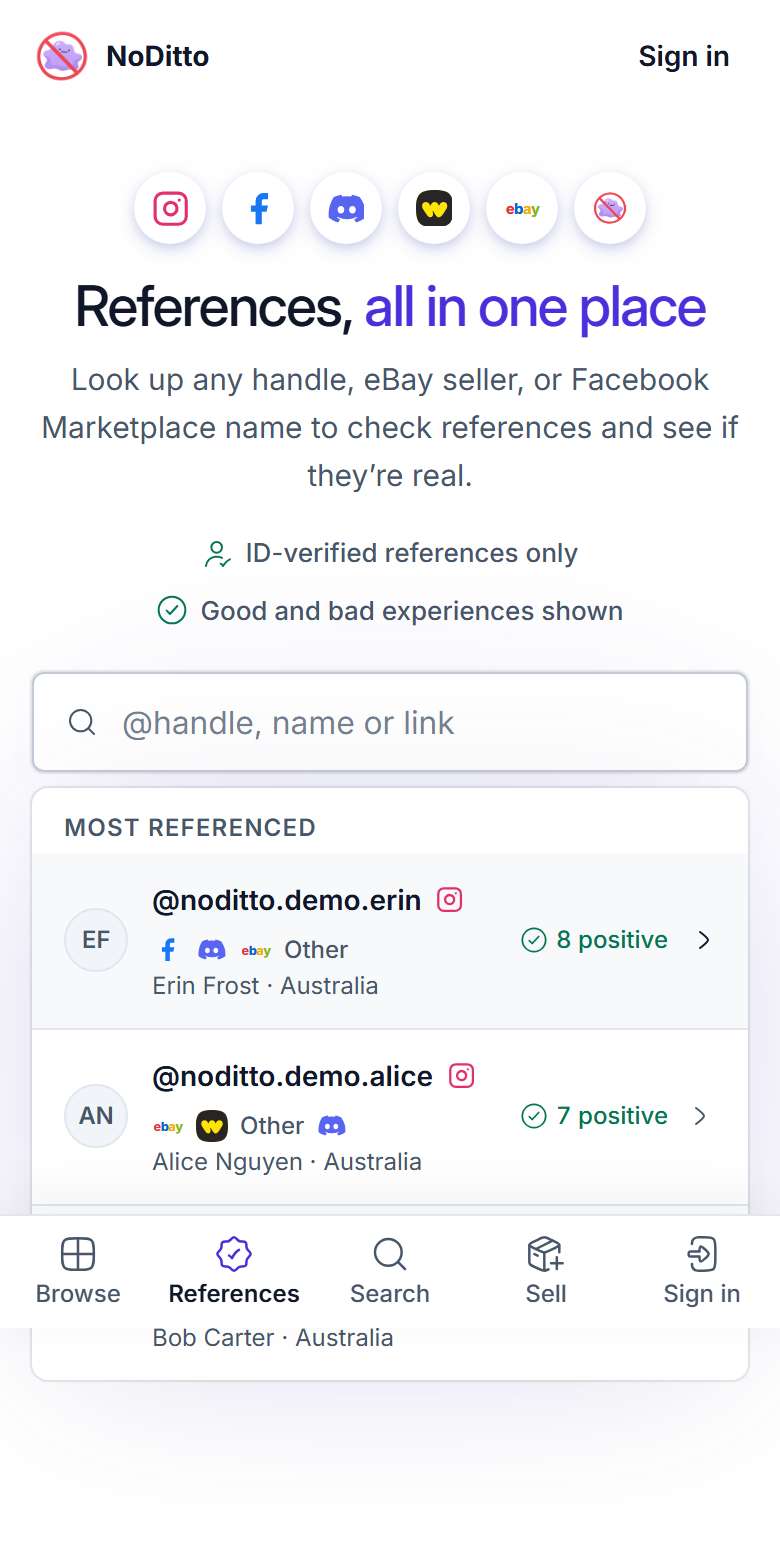 NoDitto
Sign in
ebay
References, all in one place
Look up any handle, eBay seller, or Facebook
Marketplace name to check references and see if
they’re real.
ID-verified references only
Good and bad experiences shown
@handle, name or link
MOST REFERENCED
EF
@noditto.demo.erin
ebay Other
Erin Frost · Australia
8 positive
AN
@noditto.demo.alice
ebay Other
Alice Nguyen · Australia
7 positive
Browse
References
Search
Sell
Sign in
Bob Carter · Australia